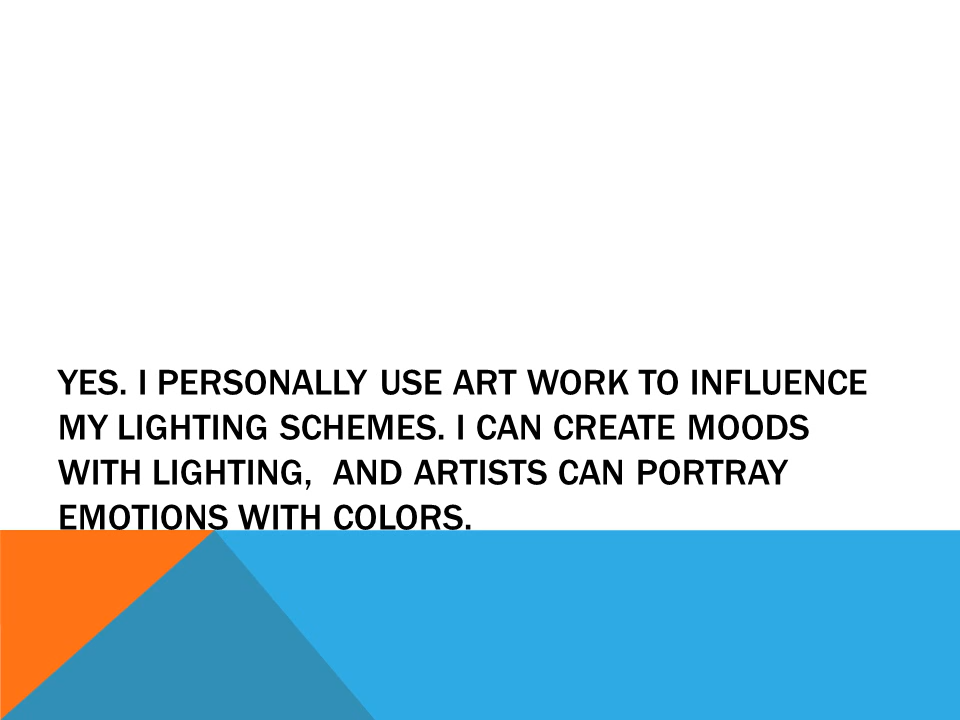 YES. I PERSONALLY USE ART WORK TO INFLUENCE
MY LIGHTING SCHEMES. I CAN CREATE MOODS
WITH LIGHTING,  AND ARTISTS CAN PORTRAY
EMOTIONS WITH COLORS.